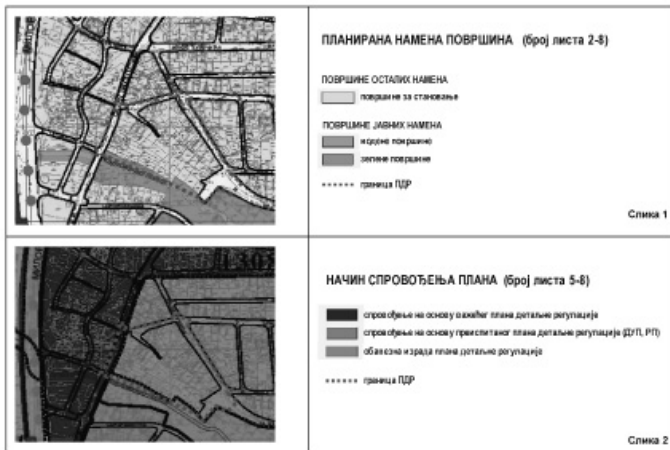 ПЛАНИРАНА НАМЕНА ПОВРШИНА (број листа 2-8)
ПОВРШИНЕ ОСТАЛИХ НАМЕНА
површине за становање
ПОВРШИНЕ ЈАВНИХ НАМЕНА
водене површине
зелене површине
граница ПДР
Слика 1
НАЧИН СПРОВОЂЕЊА ПЛАНА (број листа 5-8)
спровођење на основу важећег плана детаљне регулације
спровођење на основу преиспитаног плана детаљне регулације (ДУП, РП)
обавезна израда плана детаљне регулације
граница ПДР
Слика 2